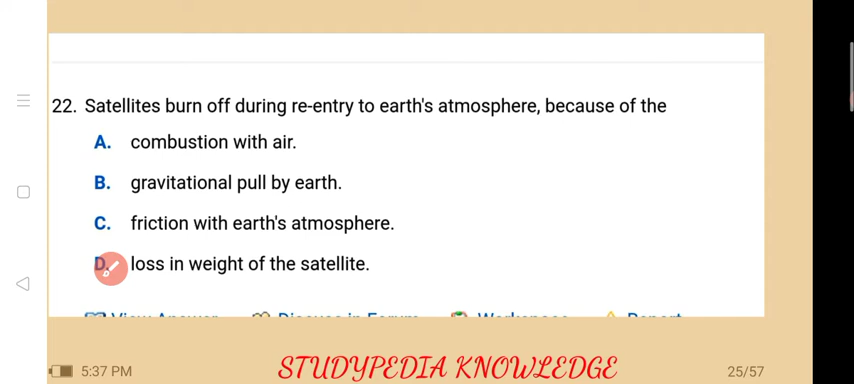 22. Satellites burn off during re-entry to earth's atmosphere, because of the
A. combustion with air.
B. gravitational pull by earth.
C. friction with earth's atmosphere.
D. loss in weight of the satellite.
View Answer Discuss in Forum Workspace Report
5:37 PM STUDYPEDIA KNOWLEDGE 25/57